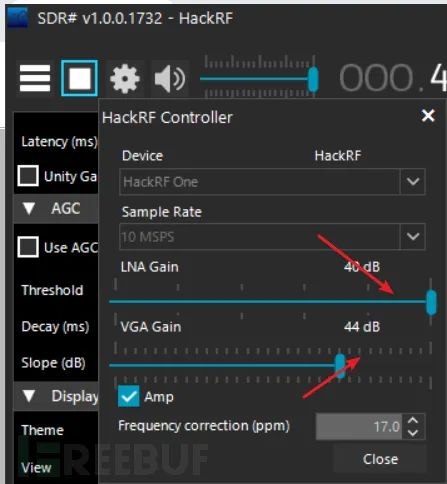 SDR# v1.0.0.1732 - HackRF
000.4
HackRF Controller
Latency (ms)
Device HackRF
Unity Ga
HackRF One
AGC
Sample Rate
10 MSPS
Use AGC
LNA Gain 40 dB
Threshold
Decay (ms)
VGA Gain 44 dB
Slope (dB)
Display
Amp
Theme
Frequency correction (ppm) 17.0
View
Close
REEBUF